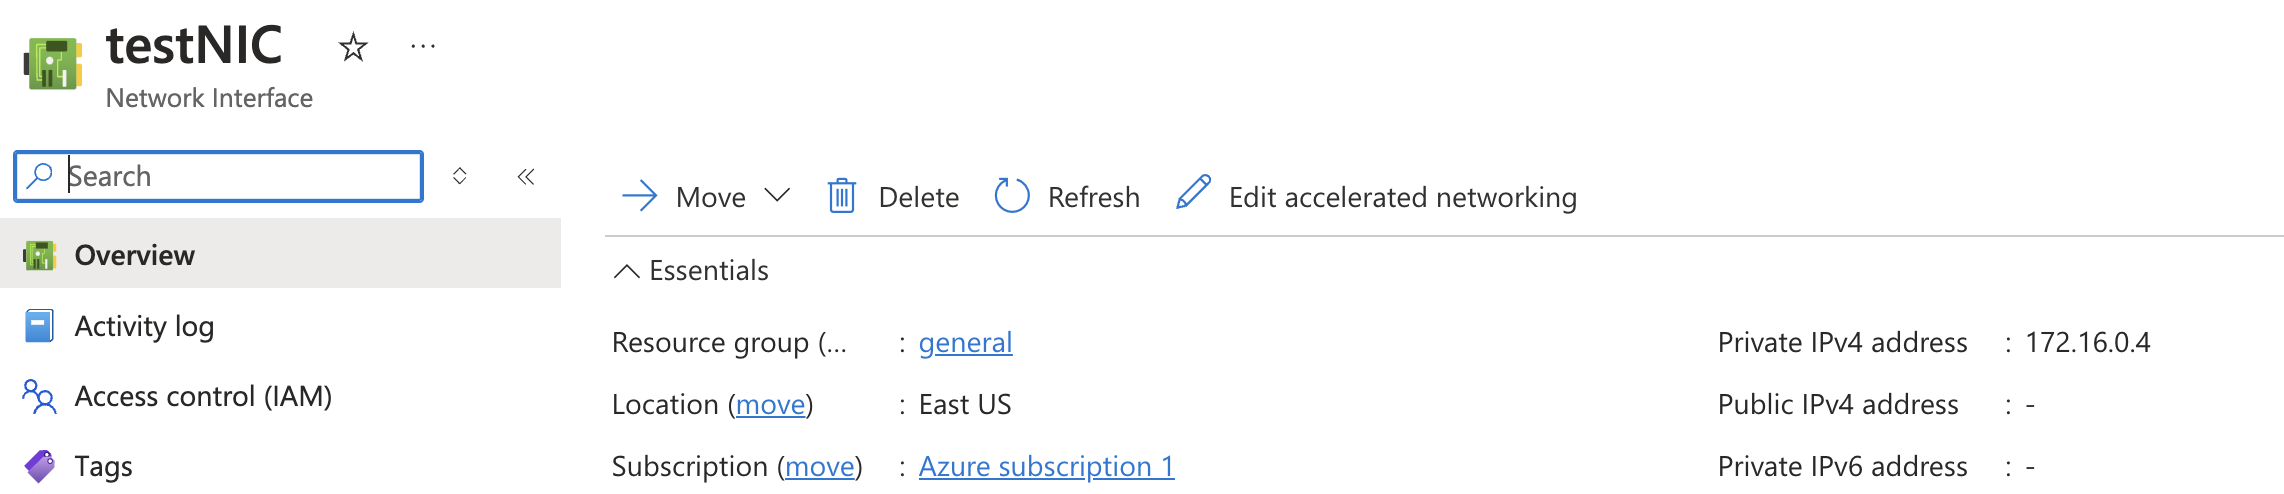 testNIC
Network Interface
Search
Overview
Activity log
Access control (IAM)
Tags
Move
Delete
Refresh
Edit accelerated networking
Essentials
Resource group (... : general
Location (move) : East US
Subscription (move) : Azure subscription 1
Private IPv4 address : 172.16.0.4
Public IPv4 address : -
Private IPv6 address : -